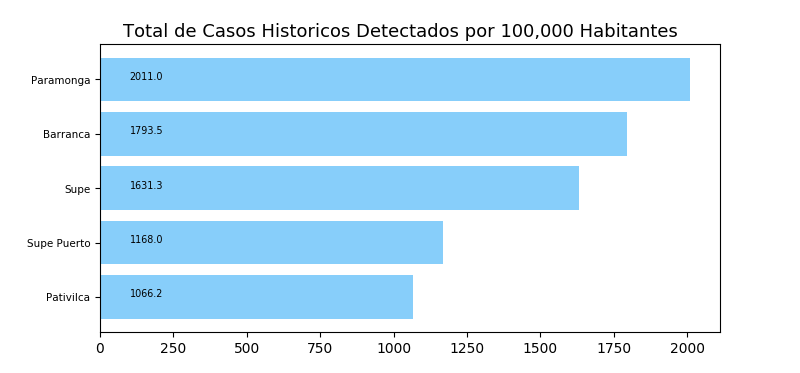 Total de Casos Historicos Detectados por 100,000 Habitantes
Paramonga 2011.0
Barranca 1793.5
Supe 1631.3
Supe Puerto 1168.0
Pativilca 1066.2
0 250 500 750 1000 1250 1500 1750 2000